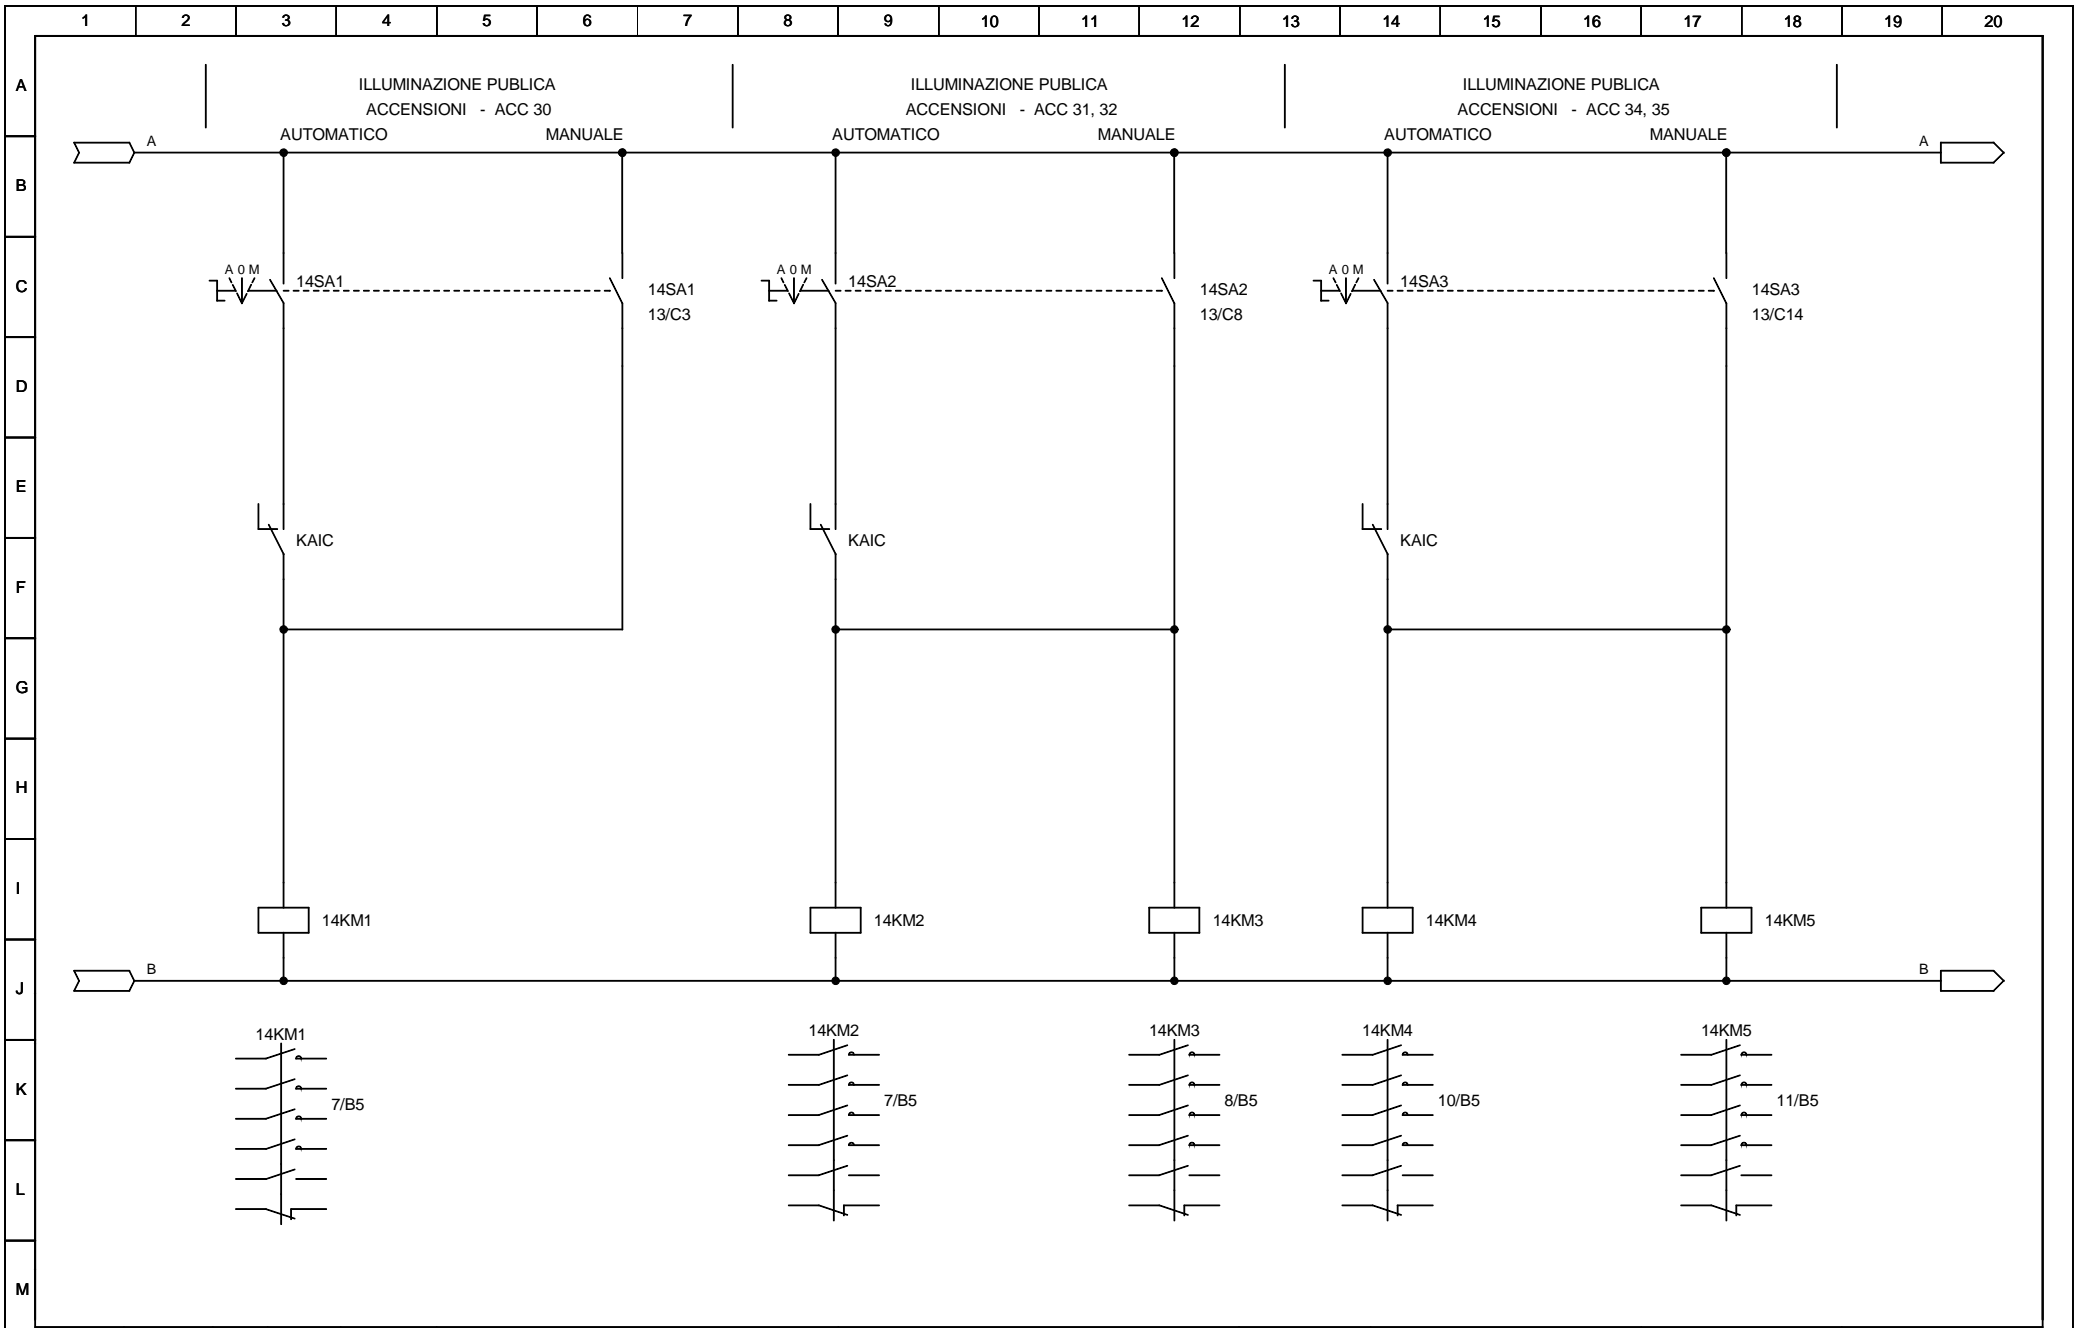 1 2 3 4 5 6 7 8 9 10 11 12 13 14 15 16 17 18 19 20
A
ILLUMINAZIONE PUBLICA
ACCENSIONI - ACC 30
ILLUMINAZIONE PUBLICA
ACCENSIONI - ACC 31, 32
ILLUMINAZIONE PUBLICA
ACCENSIONI - ACC 34, 35
AUTOMATICO MANUALE AUTOMATICO MANUALE AUTOMATICO MANUALE
A A
B
C
A 0 M 14SA1
14SA1
13/C3
A 0 M 14SA2
14SA2
13/C8
A 0 M 14SA3
14SA3
13/C14
D
E
KAIC KAIC KAIC
F
G
H
I
14KM1 14KM2 14KM3 14KM4 14KM5
B B
J
14KM1 14KM2 14KM3 14KM4 14KM5
K
7/B5 7/B5 8/B5 10/B5 11/B5
L
M